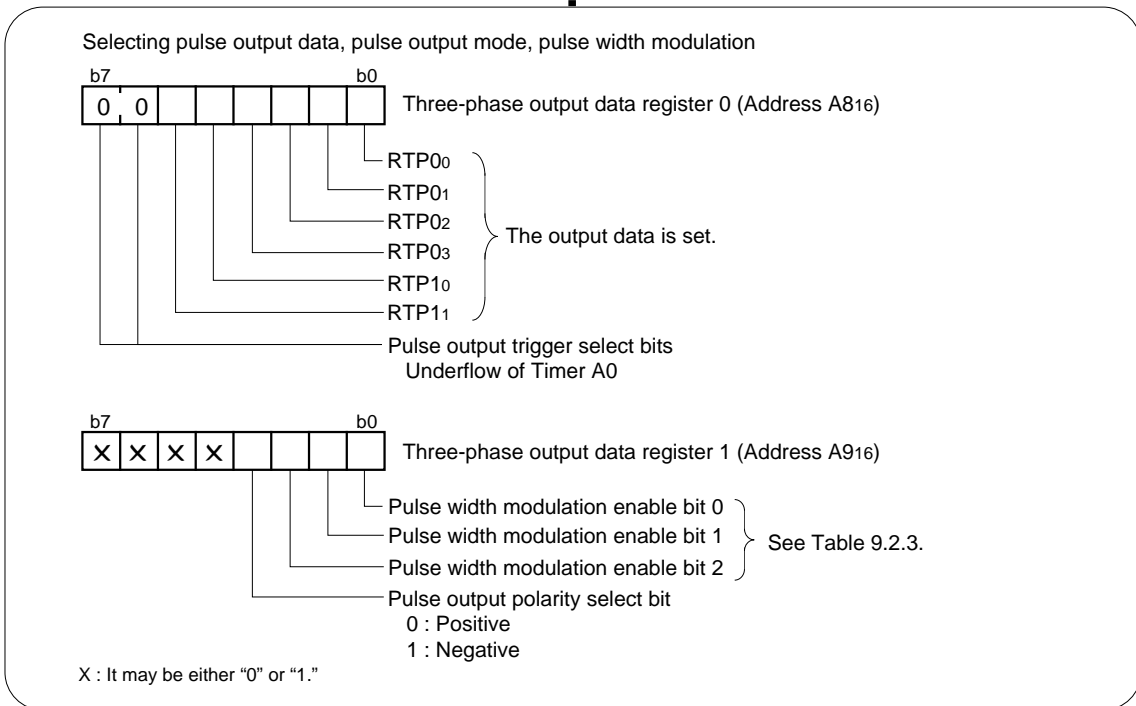 Selecting pulse output data, pulse output mode, pulse width modulation
b7 b0
0 0 Three-phase output data register 0 (Address A816)
RTP00
RTP01
RTP02
RTP03
RTP10
RTP11
The output data is set.
Pulse output trigger select bits
Underflow of Timer A0
b7 b0
X X X X Three-phase output data register 1 (Address A916)
Pulse width modulation enable bit 0
Pulse width modulation enable bit 1
Pulse width modulation enable bit 2
See Table 9.2.3.
Pulse output polarity select bit
0 : Positive
1 : Negative
X : It may be either “0” or “1.”